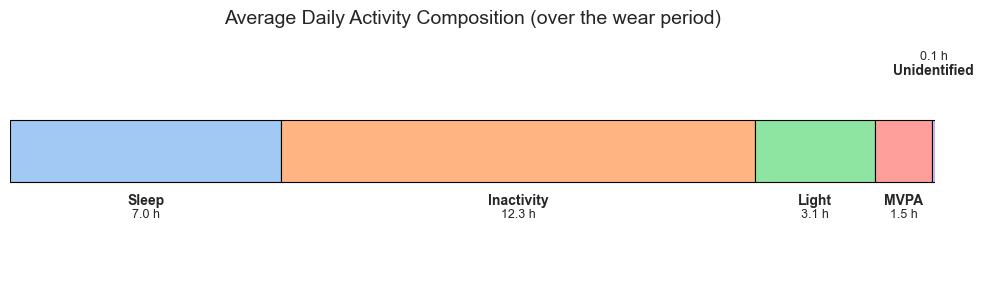 Average Daily Activity Composition (over the wear period)
0.1 h
Unidentified
Sleep
7.0 h
Inactivity
12.3 h
Light
3.1 h
MVPA
1.5 h